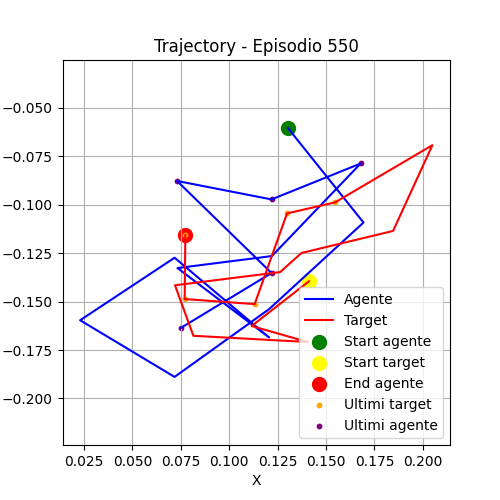 Trajectory - Episodio 550
−0.050
−0.075
−0.100
−0.125
−0.150
−0.175
−0.200
Agente
Target
Start agente
Start target
End agente
Ultimi target
Ultimi agente
0.025 0.050 0.075 0.100 0.125 0.150 0.175 0.200
X